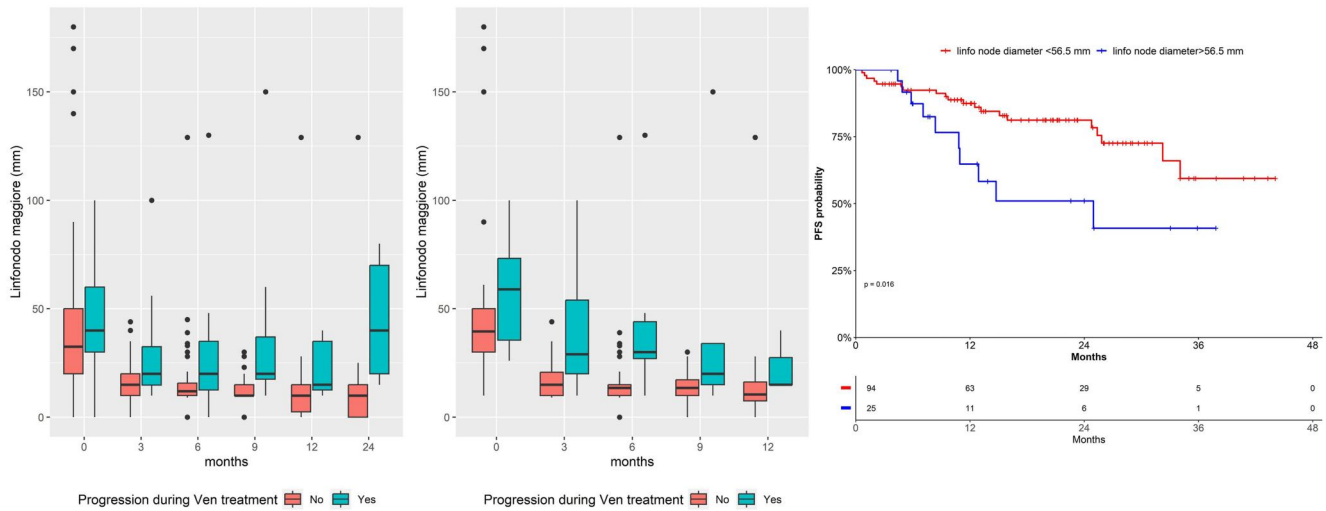 Linfonodo maggiore (mm)
150
100
50
0
0 3 6 9 12 24
months
Progression during Ven treatment No Yes
Linfonodo maggiore (mm)
150
100
50
0
0 3 6 9 12
months
Progression during Ven treatment No Yes
linfo node diameter <56.5 mm linfo node diameter>56.5 mm
PFS probability
100%
75%
50%
25%
0%
p = 0.016
0 12 24 36 48
Months
94 63 29 5 0
25 11 6 1 0
0 12 24 36 48
Months